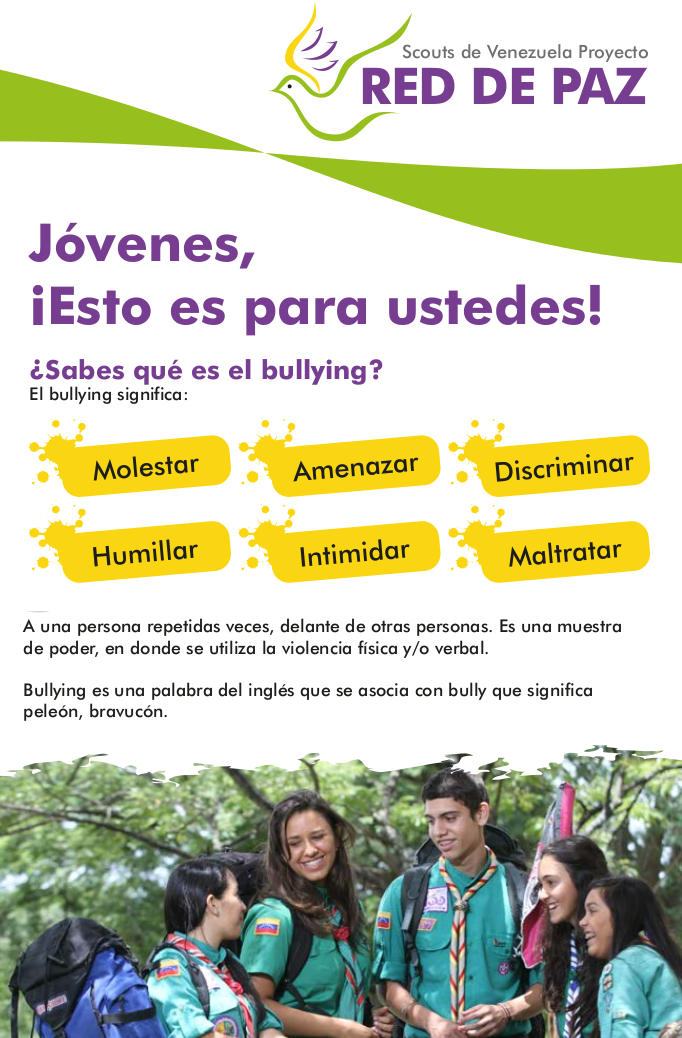 Scouts de Venezuela Proyecto
RED DE PAZ
Jóvenes,
¡Esto es para ustedes!
¿Sabes qué es el bullying?
El bullying significa:
Molestar
Amenazar
Discriminar
Humillar
Intimidar
Maltratar
A una persona repetidas veces, delante de otras personas. Es una muestra
de poder, en donde se utiliza la violencia física y/o verbal.
Bullying es una palabra del inglés que se asocia con bully que significa
peleón, bravucón.